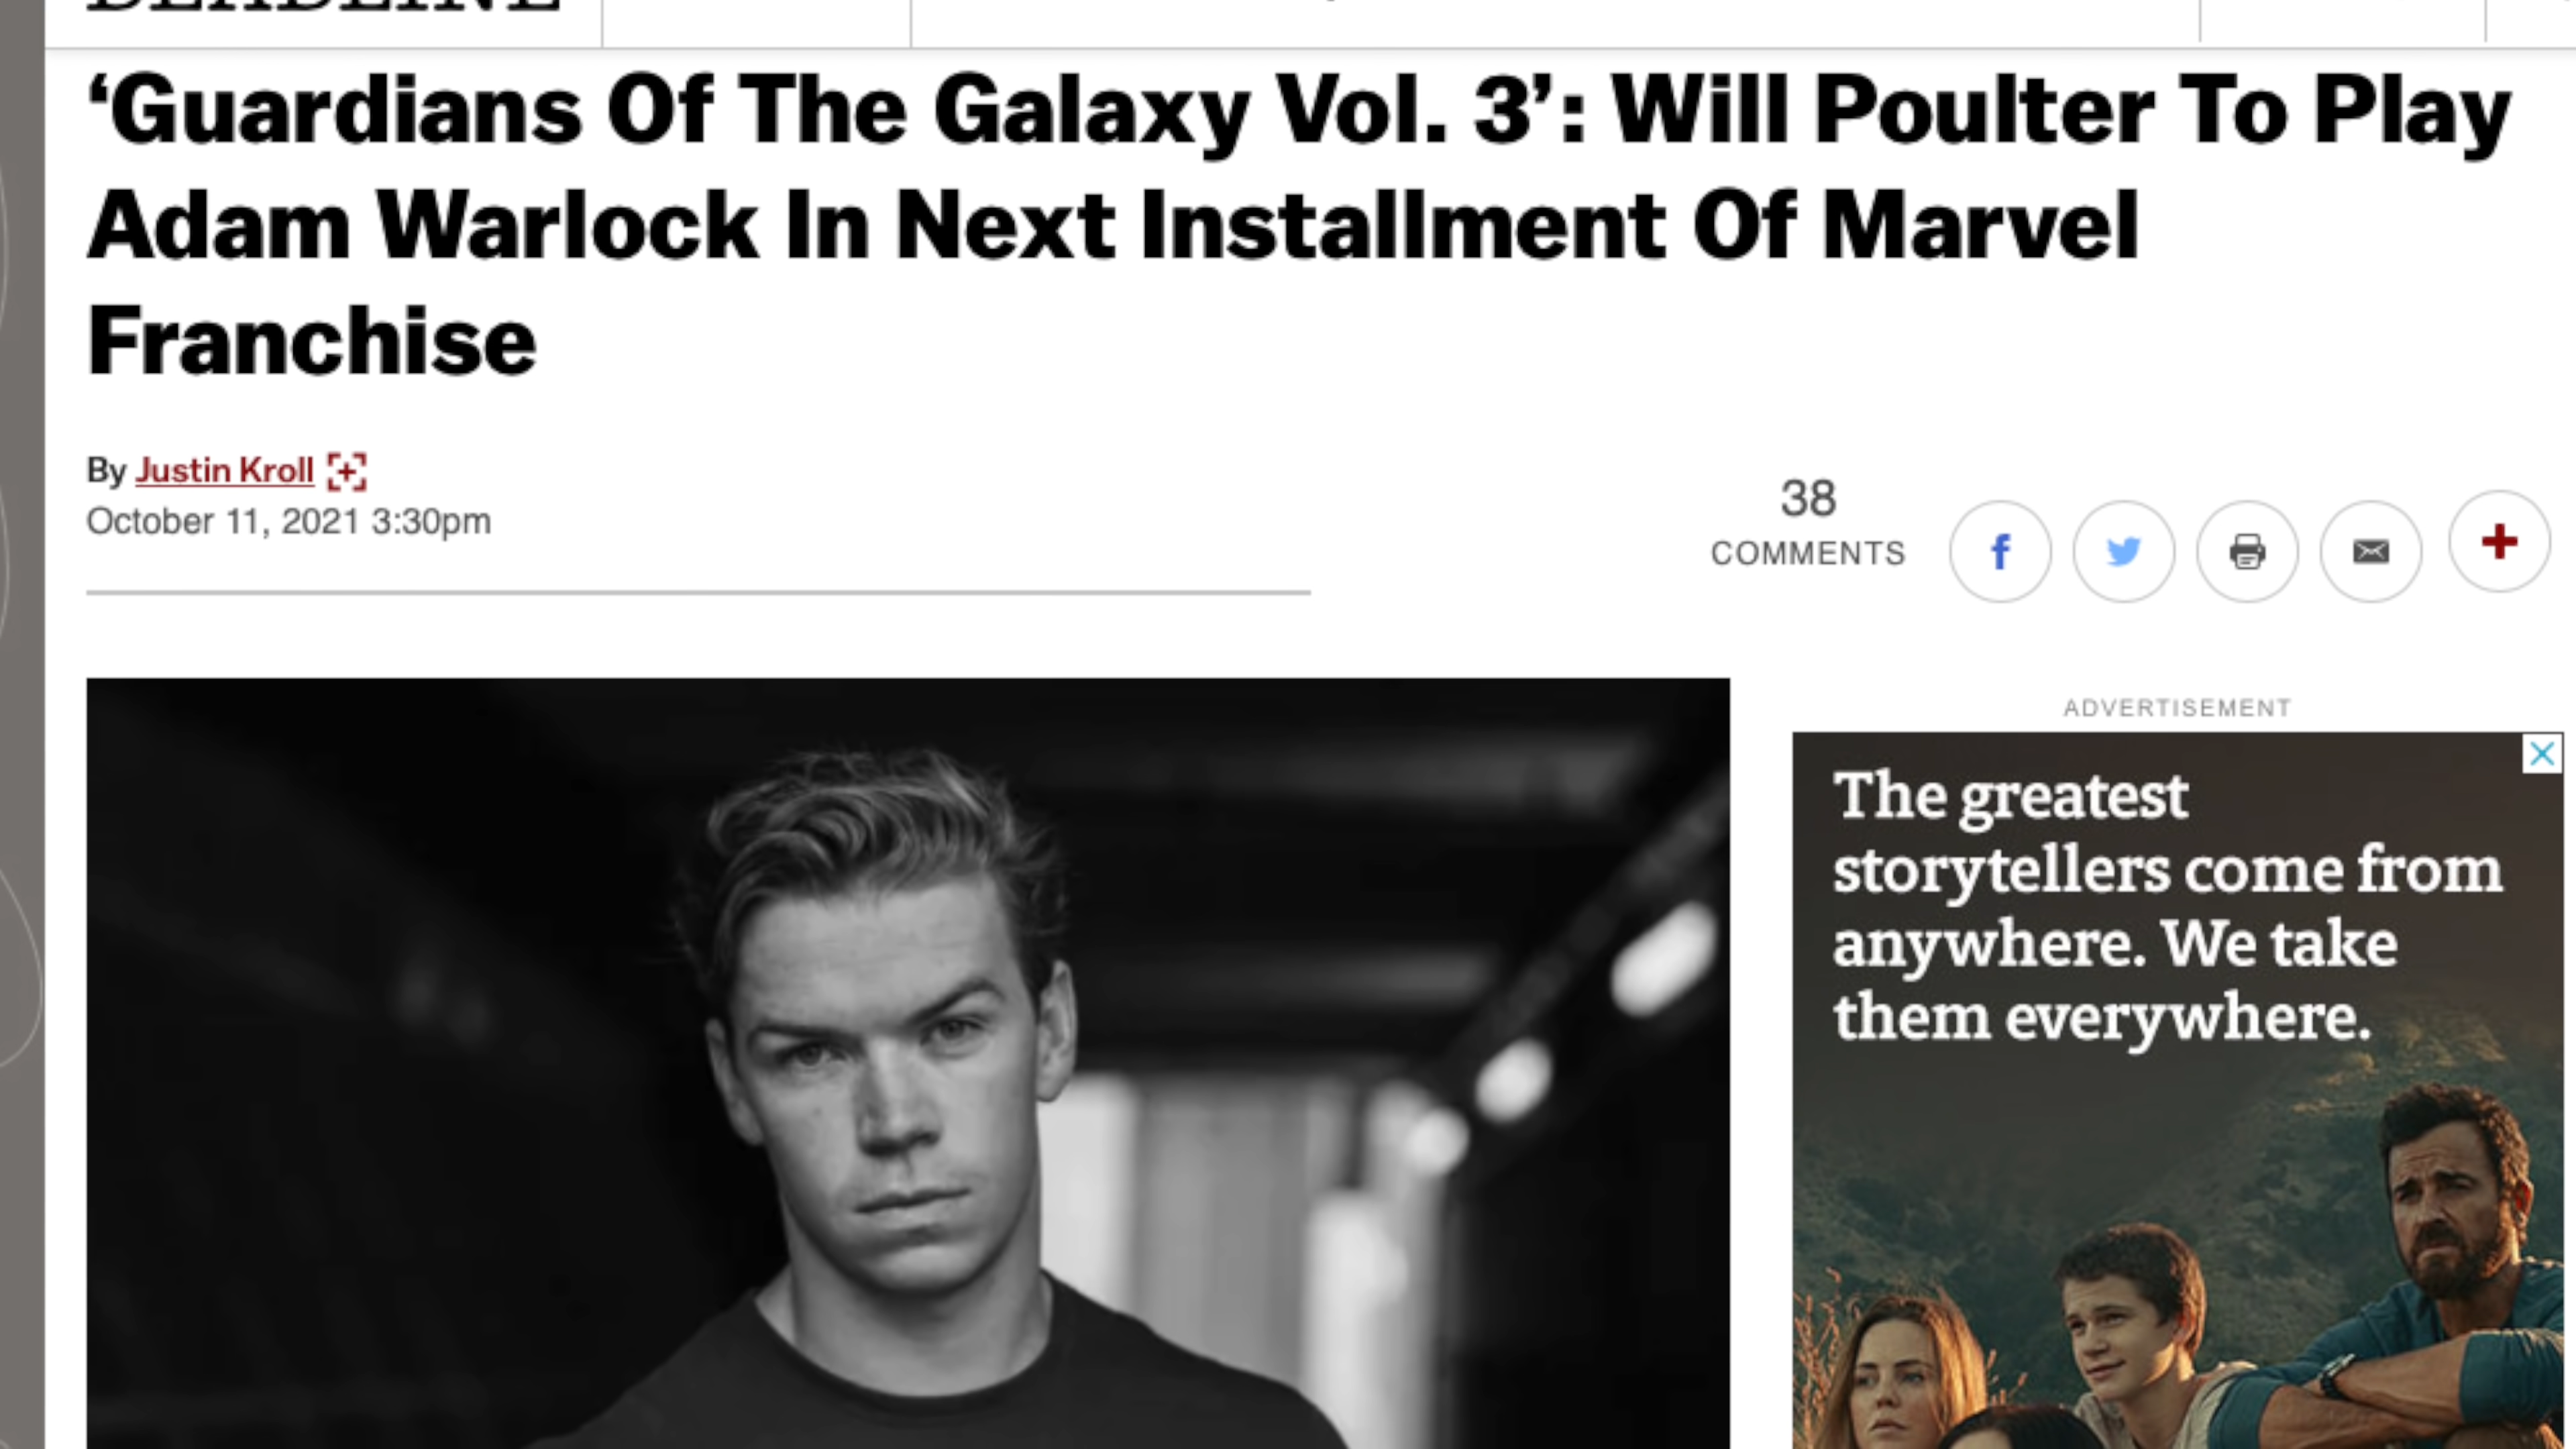 DEADLINE
‘Guardians Of The Galaxy Vol. 3’: Will Poulter To Play
Adam Warlock In Next Installment Of Marvel
Franchise
By Justin Kroll [+]
October 11, 2021 3:30pm
38
COMMENTS
f
ADVERTISEMENT
The greatest
storytellers come from
anywhere. We take
them everywhere.